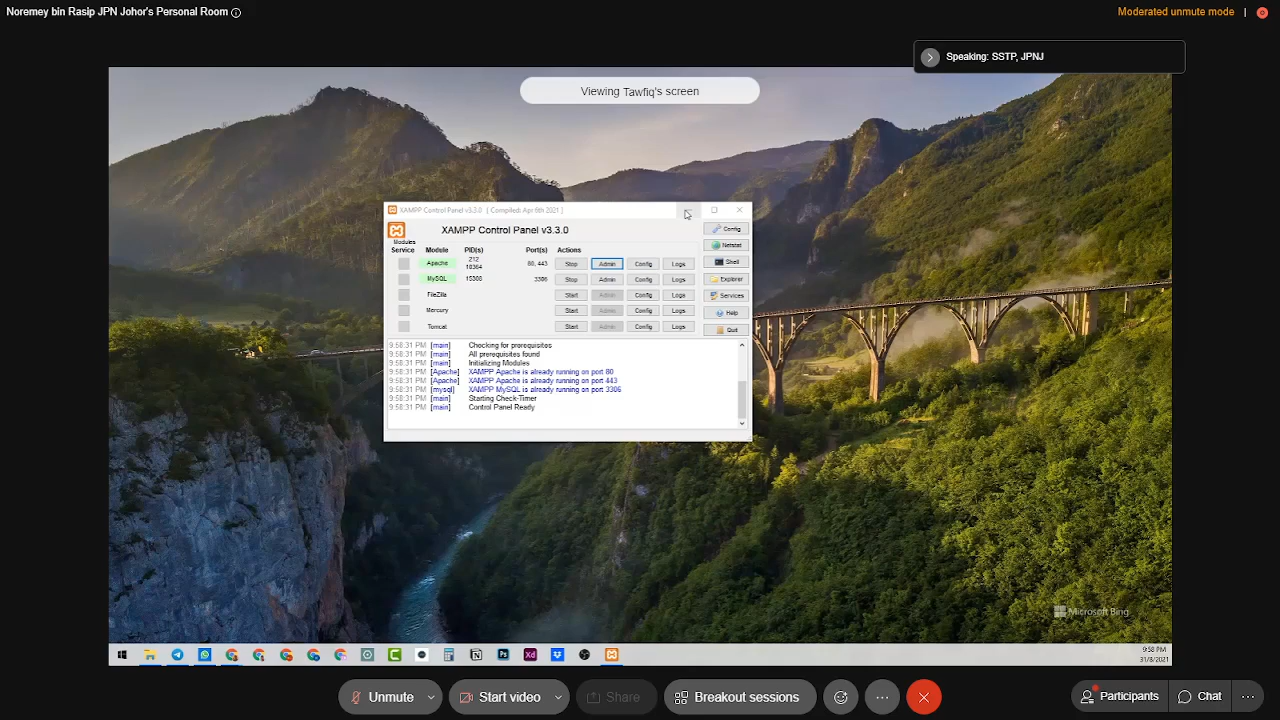 Noremey bin Rasip JPN Johor's Personal Room
Moderated unmute mode
Speaking: SSTP, JPNJ
Viewing Tawfiq's screen
XAMPP Control Panel v3.3.0 [ Compiled: Apr 6th 2021 ]
XAMPP Control Panel v3.3.0
Config
Modules
Service Module PID(s) Port(s) Actions
Netstat
Apache 212 10364 80, 443 Stop Admin Config Logs
Shell
MySQL 15308 3306 Stop Admin Config Logs
Explorer
FileZilla Start Admin Config Logs
Services
Mercury Start Admin Config Logs
Help
Tomcat Start Admin Config Logs
Quit
9:58:31 PM [main] Checking for prerequisites
9:58:31 PM [main] All prerequisites found
9:58:31 PM [main] Initializing Modules
9:58:31 PM [Apache] XAMPP Apache is already running on port 80
9:58:31 PM [Apache] XAMPP Apache is already running on port 443
9:58:31 PM [mysql] XAMPP MySQL is already running on port 3306
9:58:31 PM [main] Starting Check-Timer
9:58:31 PM [main] Control Panel Ready
Microsoft Bing
Ps Xd
9:58 PM
31/8/2021
Unmute Start video Share Breakout sessions Participants Chat